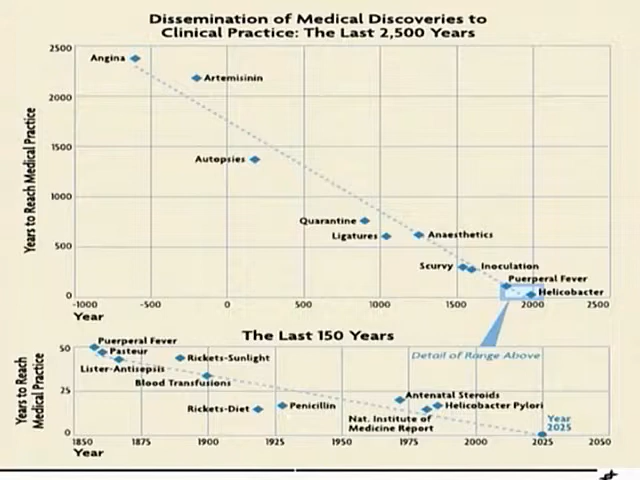 Dissemination of Medical Discoveries to
Clinical Practice: The Last 2,500 Years
2500
Angina
Artemisinin
2000
Autopsies
1500
1000
Quarantine
Ligatures
Anaesthetics
500
Scurvy
Inoculation
Puerperal Fever
Helicobacter
0
Years to Reach Medical Practice
-1000 -500 0 500 1000 1500 2000 2500
Year
The Last 150 Years
Detail of Range Above
50
Puerperal Fever
Pasteur
Lister-Antisepsis
Rickets-Sunlight
Blood Transfusions
25
Rickets-Diet
Penicillin
Antenatal Steroids
Helicobacter Pylori
Nat. Institute of
Medicine Report
Year
2025
0
Years to Reach
Medical Practice
1850 1875 1900 1925 1950 1975 2000 2025 2050
Year